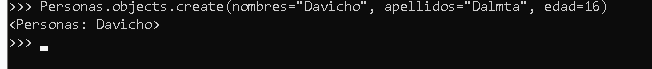 >>> Personas.objects.create(nombres="Davicho", apellidos="Dalmta", edad=16)
<Personas: Davicho>
>>>